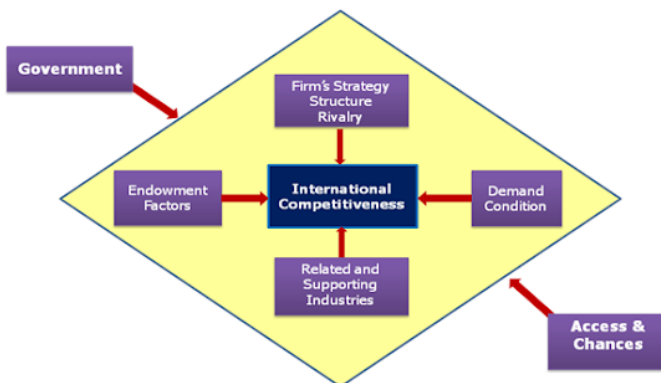 Government
Firm's Strategy
Structure
Rivalry
Endowment
Factors
International
Competitiveness
Demand
Condition
Related and
Supporting
Industries
Access &
Chances